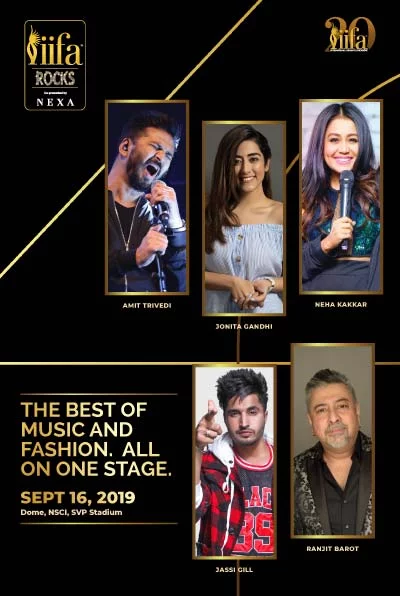 iifa
ROCKS
Co-presented by
NEXA
20
iifa
AMIT TRIVEDI
JONITA GANDHI
NEHA KAKKAR
THE BEST OF
MUSIC AND
FASHION. ALL
ON ONE STAGE.
SEPT 16, 2019
Dome, NSCI, SVP Stadium
JASSI GILL
RANJIT BAROT